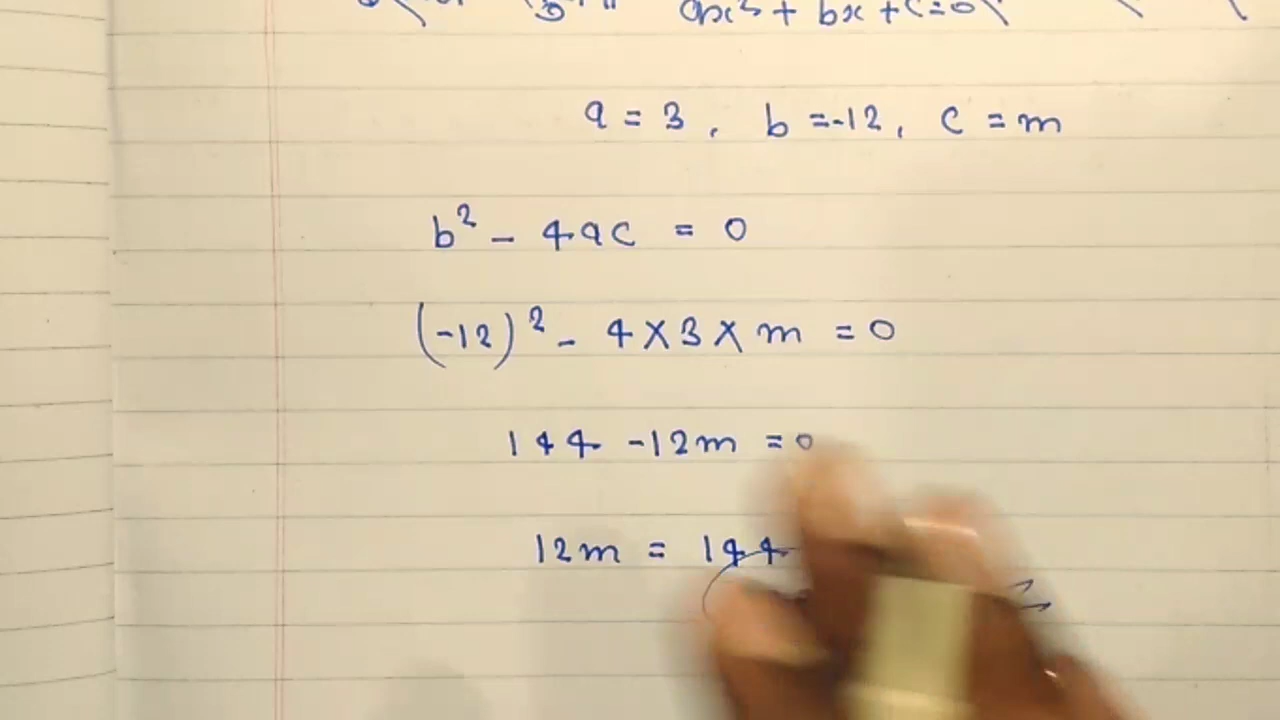 ax² + bx + c = 0
a = 3, b = -12, c = m
b² - 4ac = 0
(-12)² - 4 × 3 × m = 0
144 - 12m = 0
12m = 144